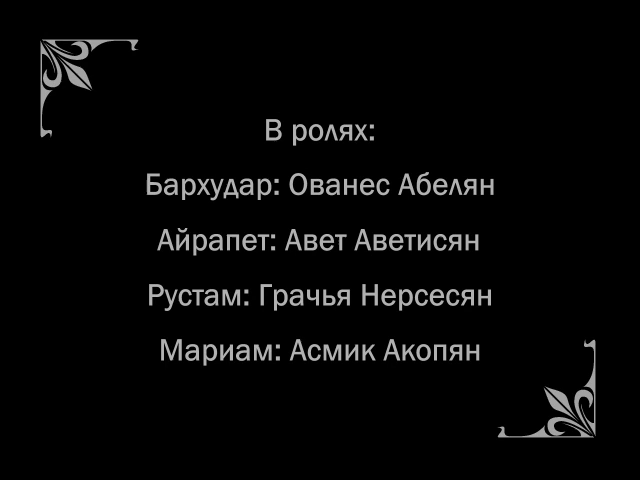 В ролях:
Бархудар: Ованес Абелян
Айрапет: Авет Аветисян
Рустам: Грачья Нерсесян
Мариам: Асмик Акопян